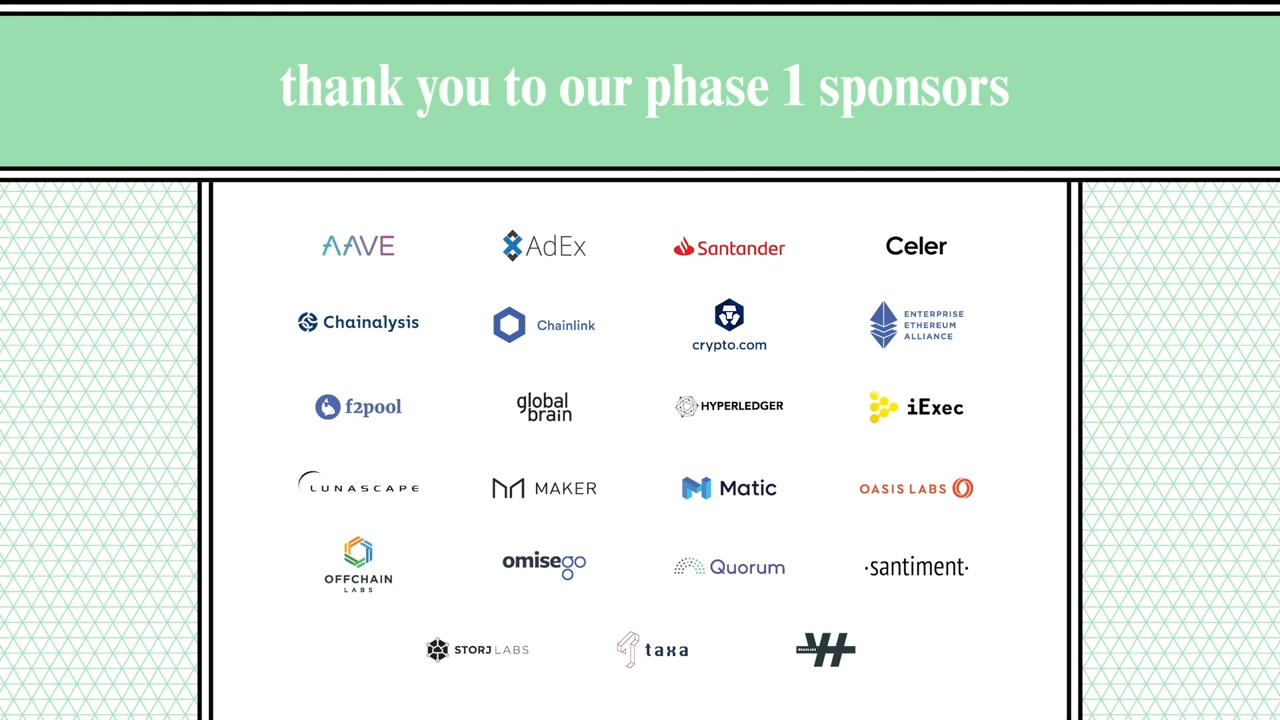 thank you to our phase 1 sponsors
AAVE
AdEx
Santander
Celer
Chainalysis
Chainlink
crypto.com
ENTERPRISE
ETHEREUM
ALLIANCE
f2pool
global
brain
HYPERLEDGER
iExec
LUNASCAPE
MAKER
Matic
OASIS LABS
OFFCHAIN
LABS
omisego
Quorum
·santiment·
STORJ LABS
taxa